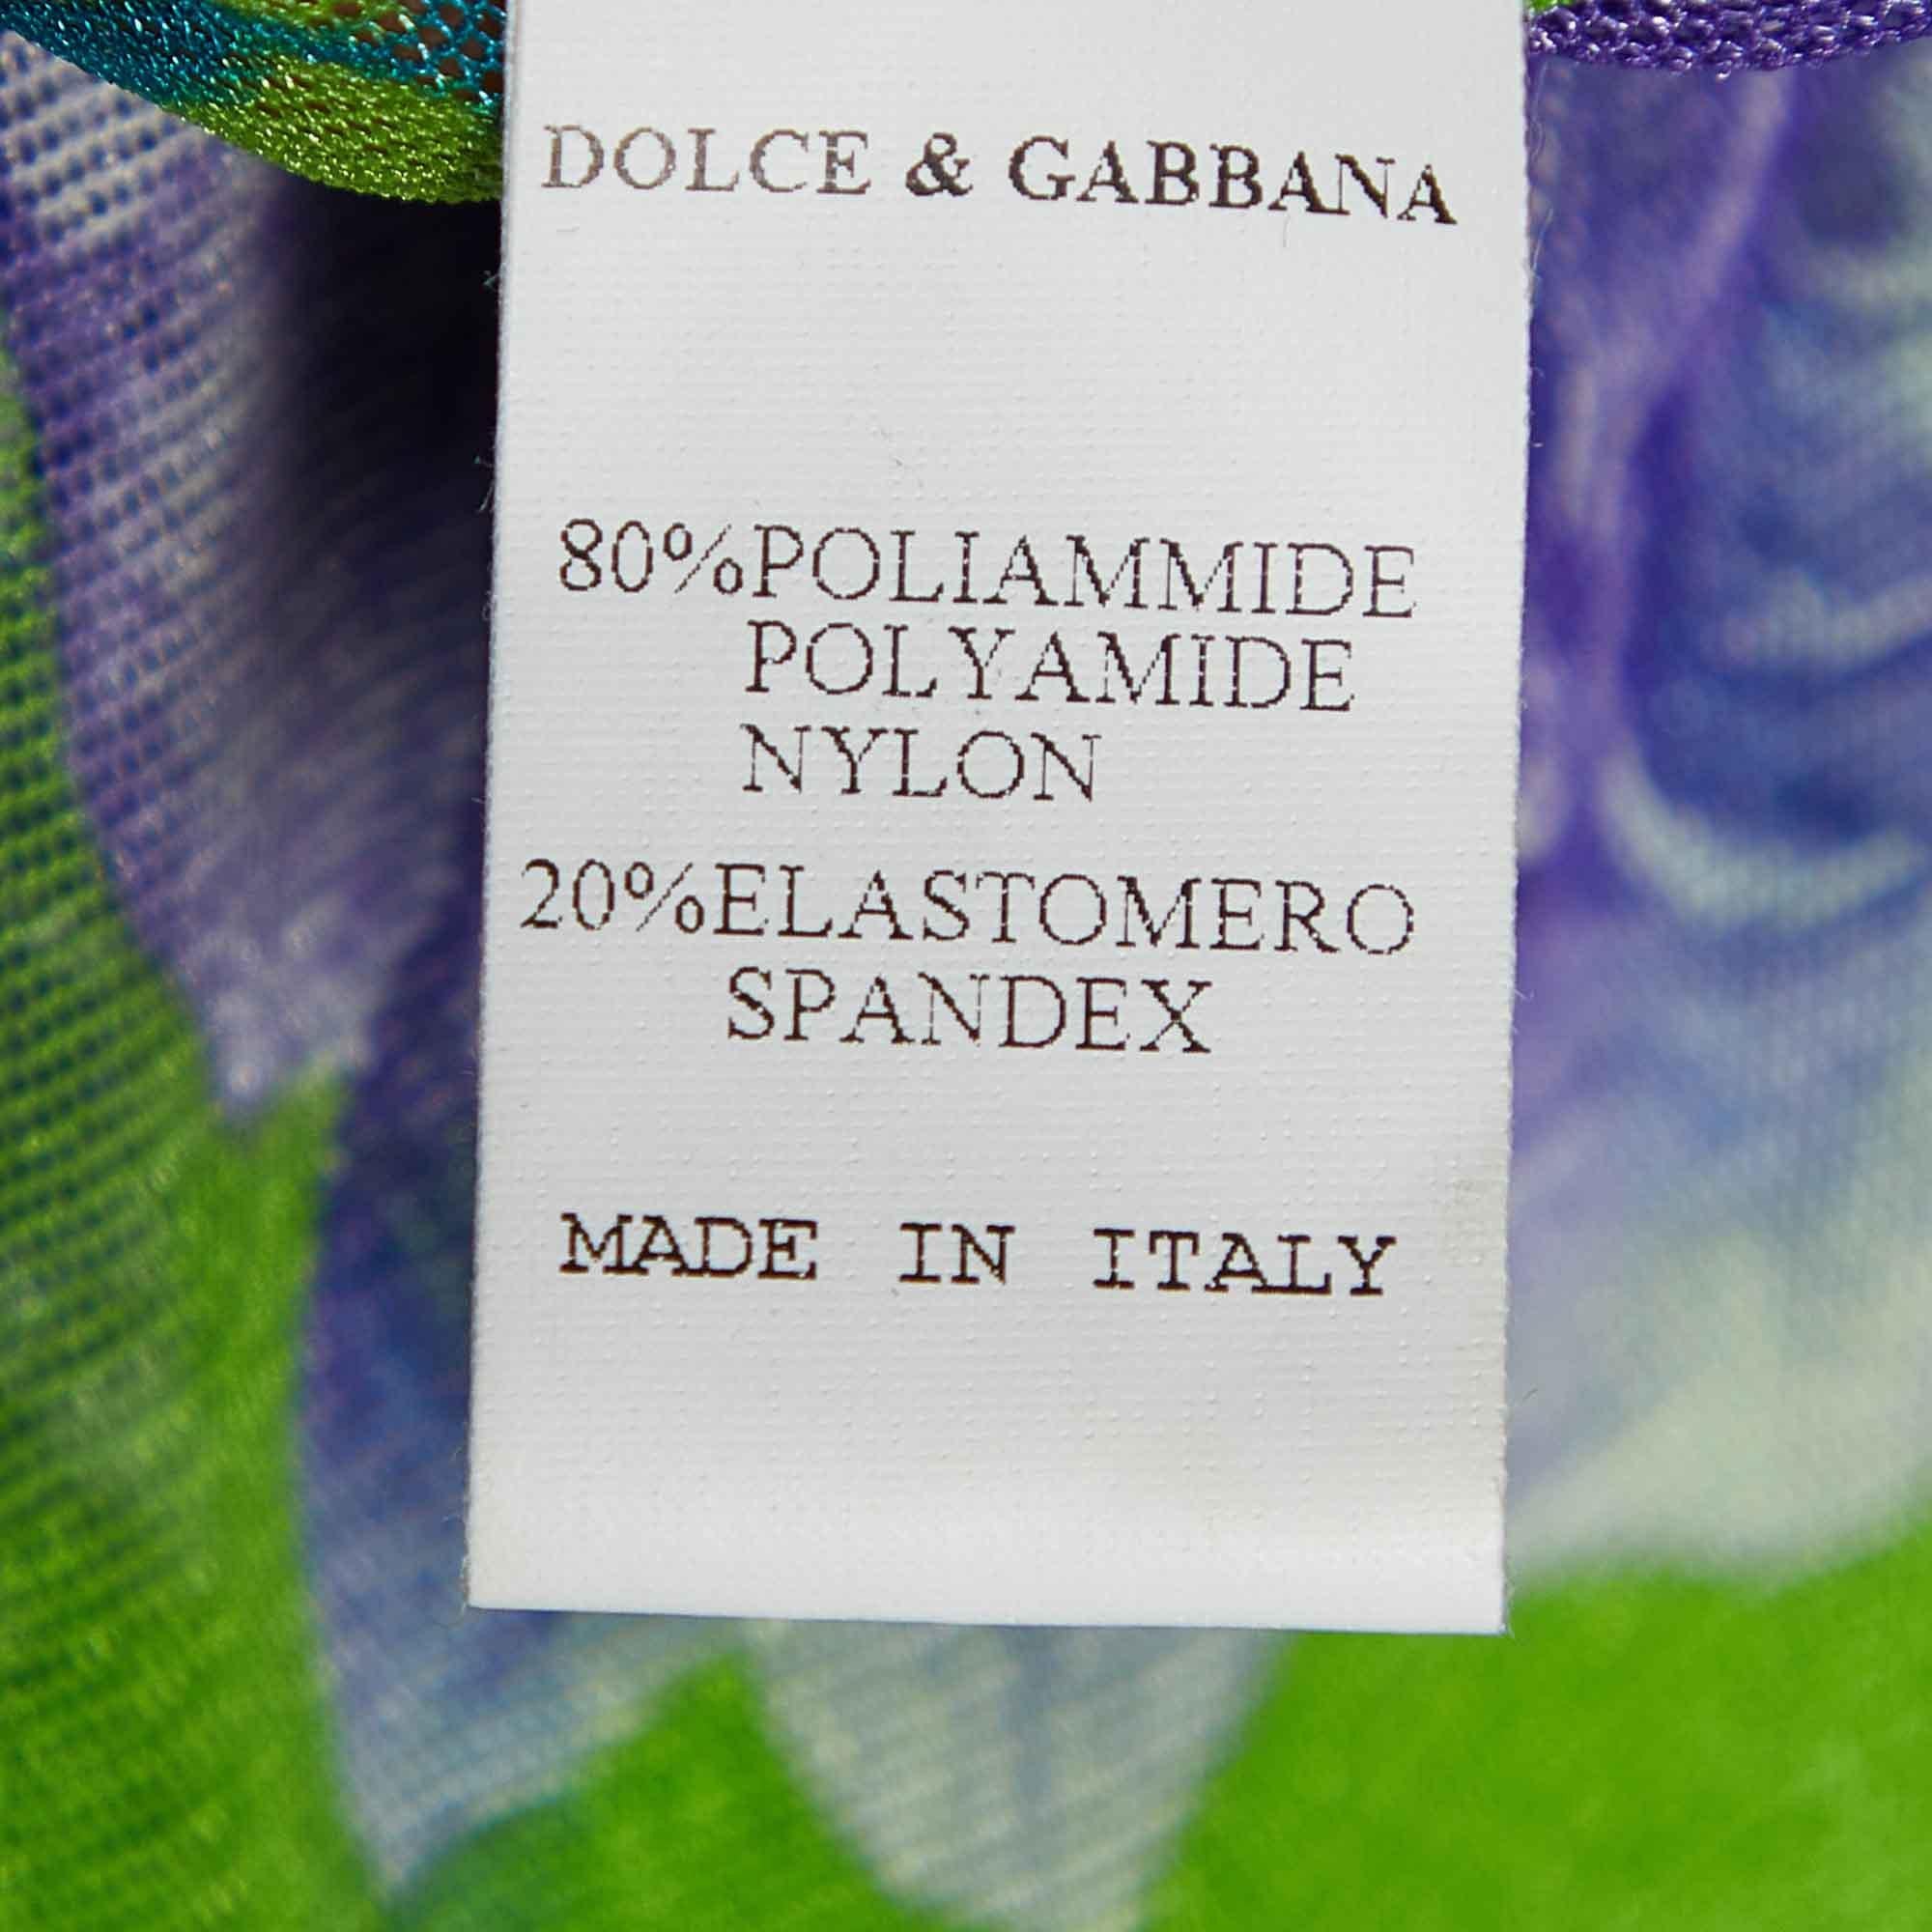 DOLCE & GABBANA
80%POLIAMMIDE
POLYAMIDE
NYLON
20%ELASTOMERO
SPANDEX
MADE IN ITALY